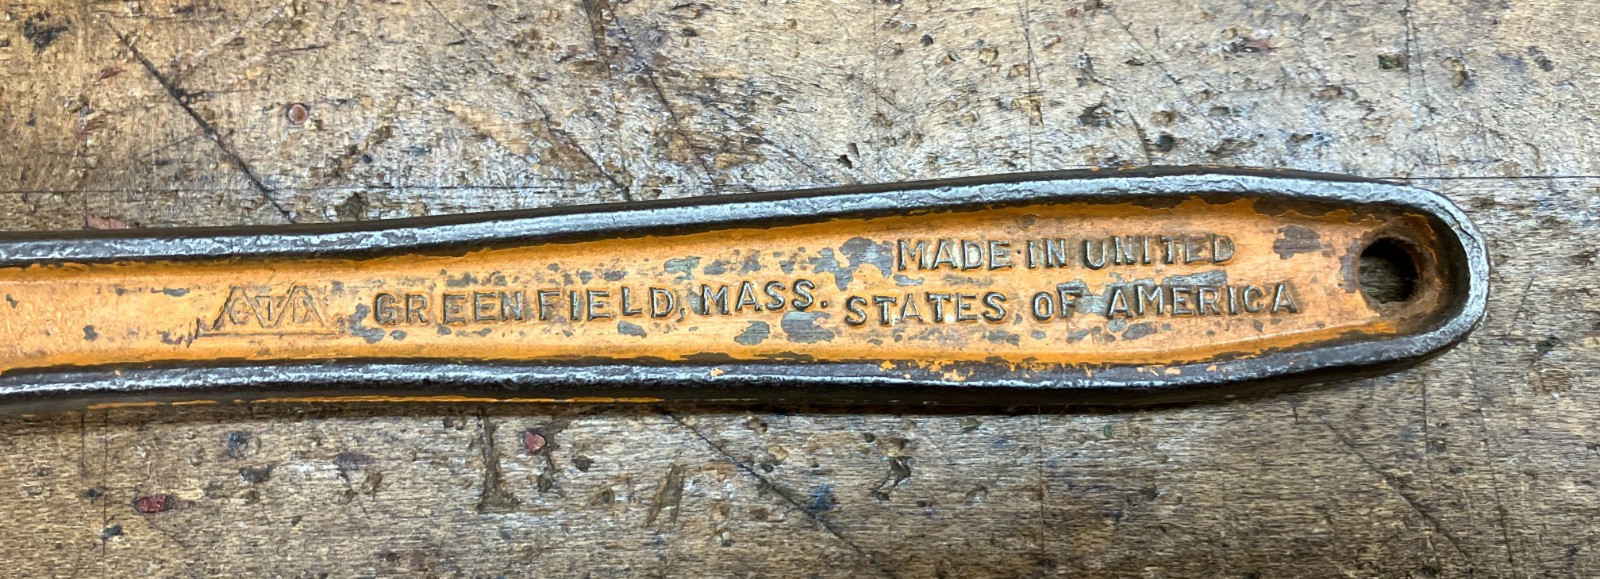 GREENFIELD, MASS.
MADE IN UNITED
STATES OF AMERICA